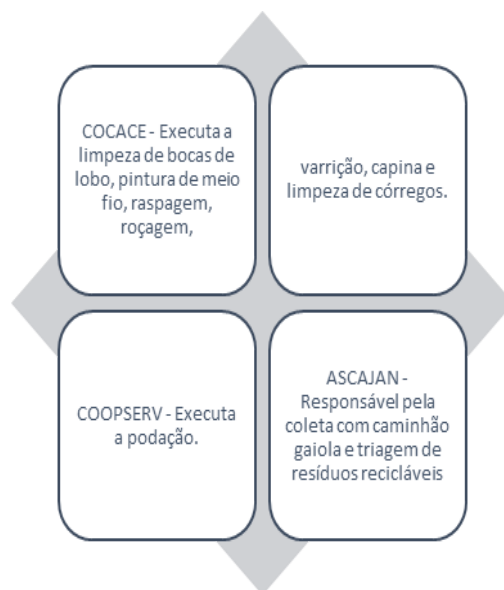 COCACE - Executa a
limpeza de bocas de
lobo, pintura de meio
fio, raspagem,
roçagem,
varrição, capina e
limpeza de córregos.
COOPSERV - Executa
a podação.
ASCAJAN -
Responsável pela
coleta com caminhão
gaiola e triagem de
resíduos recicláveis